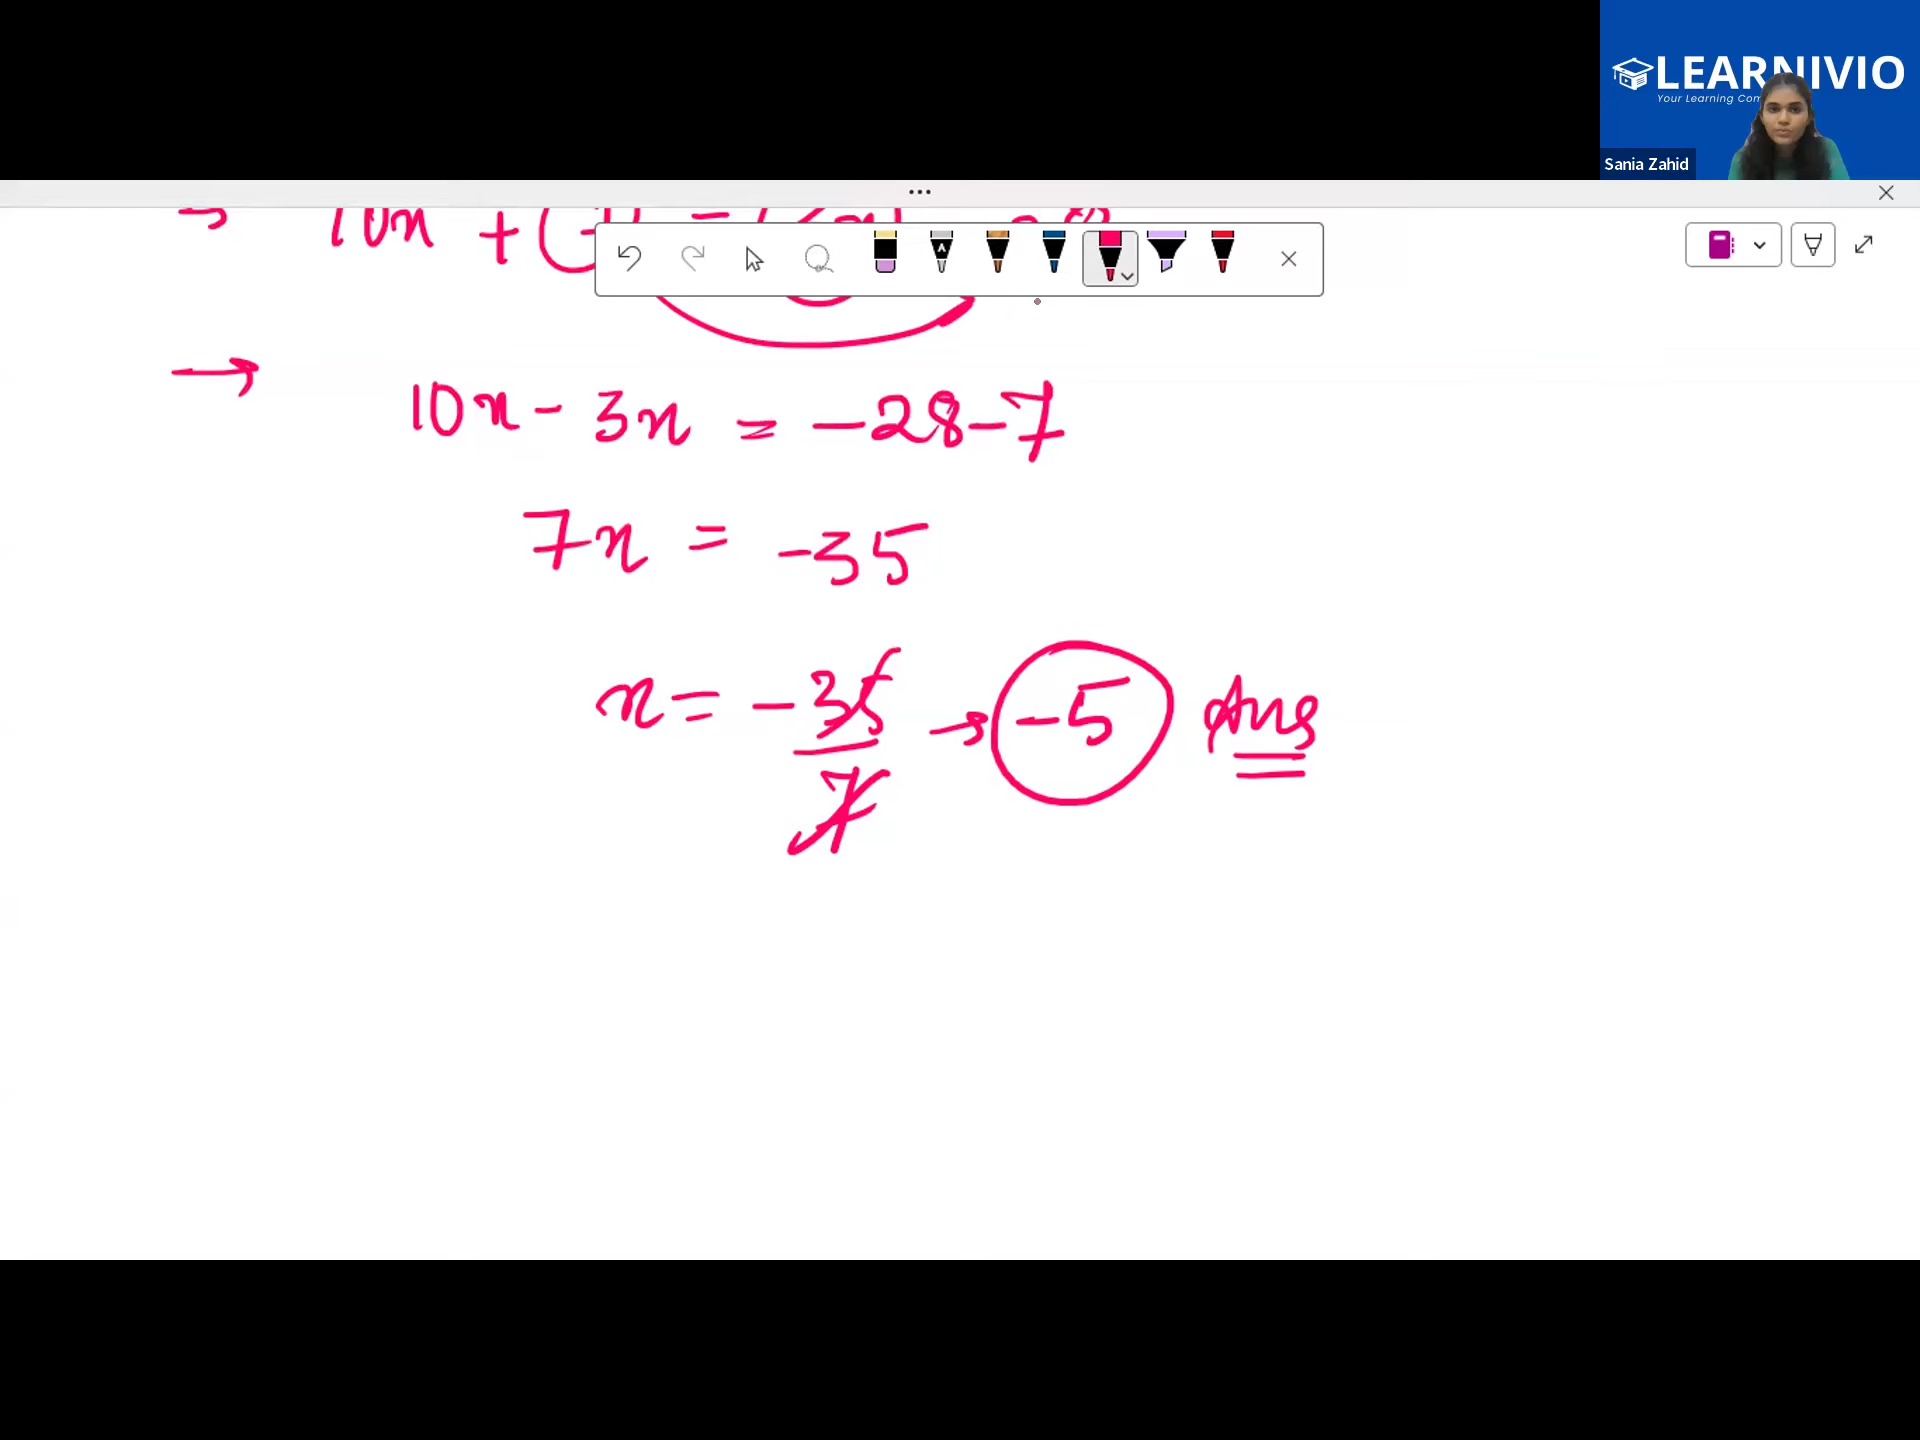 LEARNIVIO
Your Learning Com
Sania Zahid
10x + (
10x - 3x = -28-7
7x = -35
x = -35/7 → -5 Ans